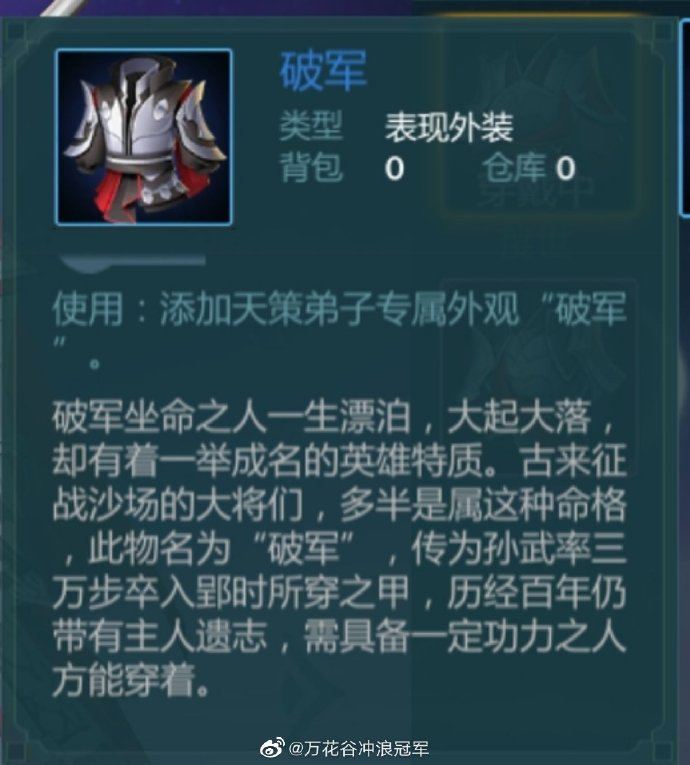 破军
类型 表现外装
背包 0 仓库 0
穿戴中
使用：添加天策弟子专属外观“破军
”。
破军坐命之人一生漂泊，大起大落，
却有着一举成名的英雄特质。古来征
战沙场的大将们，多半是属这种命格
，此物名为“破军”，传为孙武率三
万步卒入郢时所穿之甲，历经百年仍
带有主人遗志，需具备一定功力之人
方能穿着。
@万花谷冲浪冠军